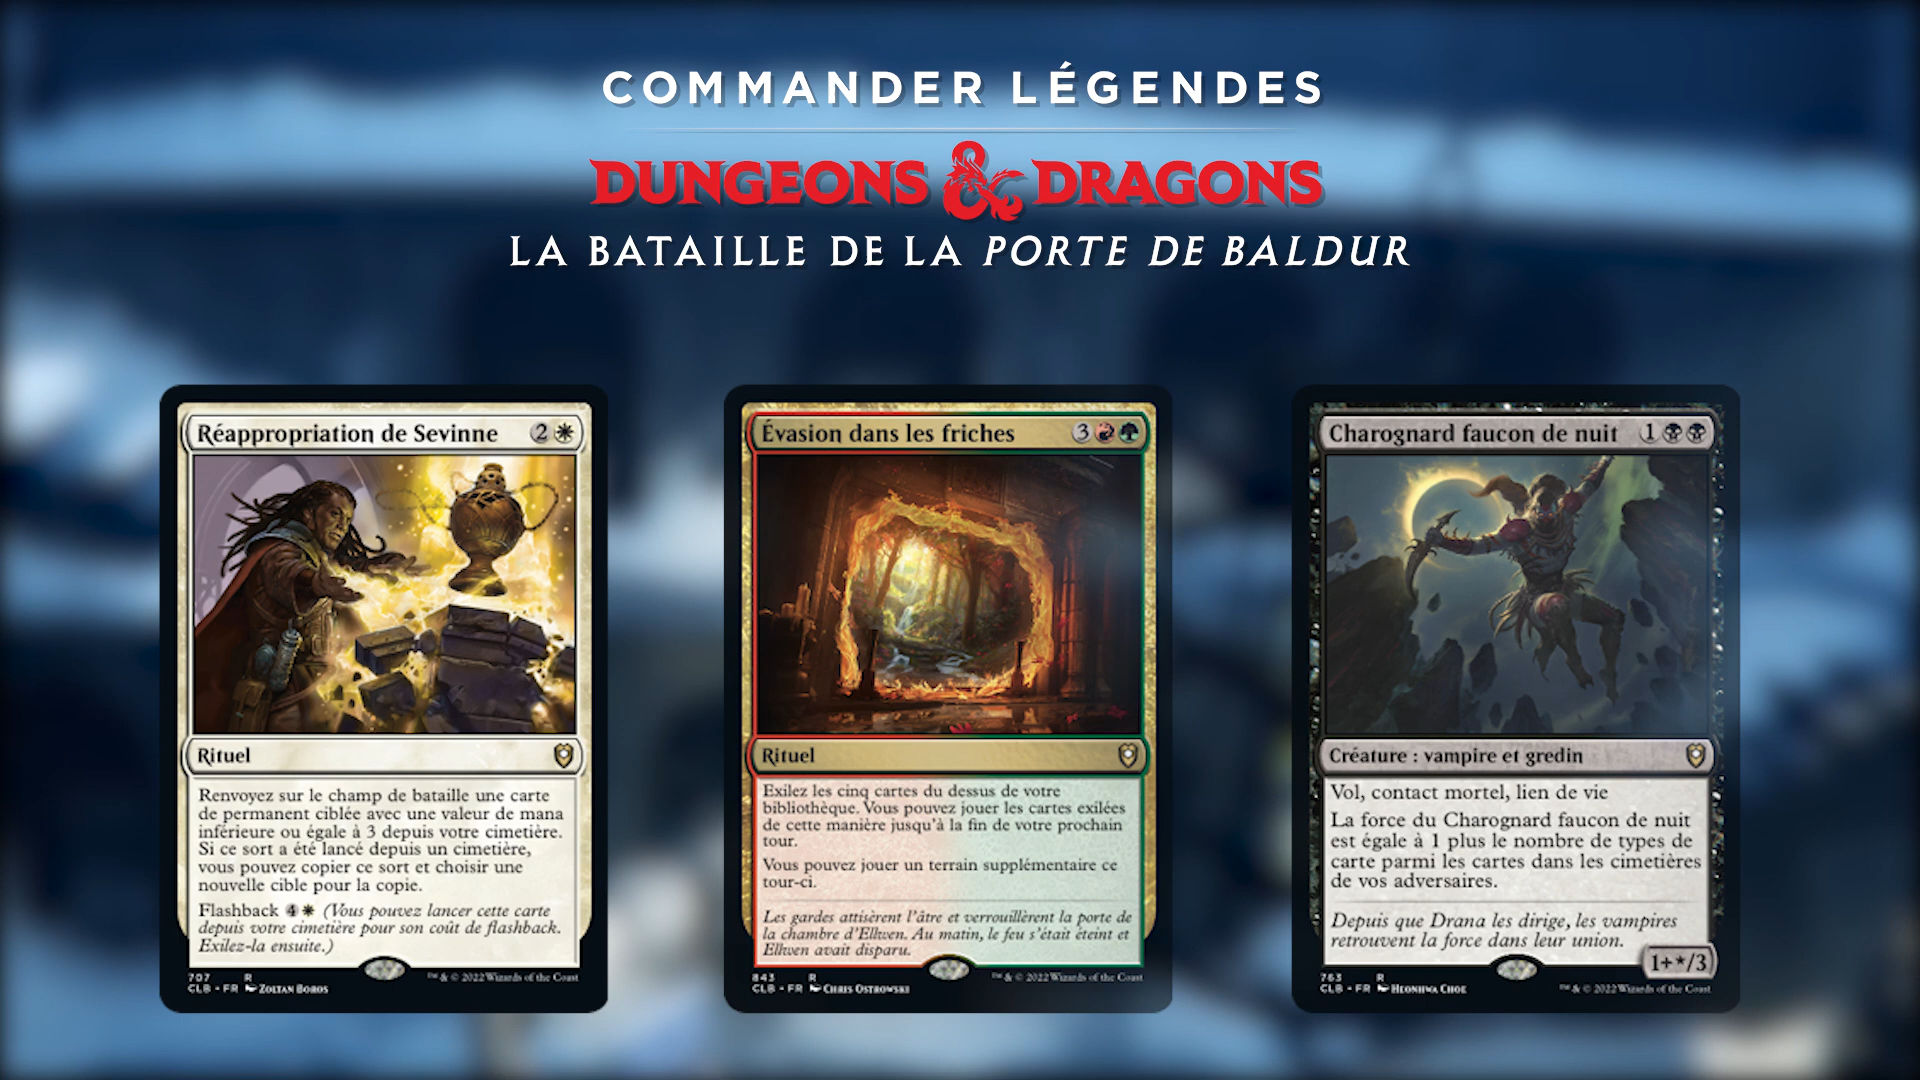 COMMANDER LÉGENDES
DUNGEONS & DRAGONS
LA BATAILLE DE LA PORTE DE BALDUR
Réappropriation de Sevinne 2
Rituel
Renvoyez sur le champ de bataille une carte
de permanent ciblée avec une valeur de mana
inférieure ou égale à 3 depuis votre cimetière.
Si ce sort a été lancé depuis un cimetière,
vous pouvez copier ce sort et choisir une
nouvelle cible pour la copie.
Flashback 4 (Vous pouvez lancer cette carte
depuis votre cimetière pour son coût de flashback.
Exilez-la ensuite.)
707 R
CLB • FR Zoltan Boros
™ & © 2022 Wizards of the Coast
Évasion dans les friches 3
Rituel
Exilez les cinq cartes du dessus de votre
bibliothèque. Vous pouvez jouer les cartes exilées
de cette manière jusqu'à la fin de votre prochain
tour.
Vous pouvez jouer un terrain supplémentaire ce
tour-ci.
Les gardes attisèrent l'âtre et verrouillèrent la porte de
la chambre d'Ellwen. Au matin, le feu s'était éteint et
Ellwen avait disparu.
843 R
CLB • FR Chris Ostrowski
™ & © 2022 Wizards of the Coast
Charognard faucon de nuit 1
Créature : vampire et gredin
Vol, contact mortel, lien de vie
La force du Charognard faucon de nuit
est égale à 1 plus le nombre de types de
carte parmi les cartes dans les cimetières
de vos adversaires.
Depuis que Drana les dirige, les vampires
retrouvent la force dans leur union.
1+*/3
763 R
CLB • FR Heonhwa Choe
™ & © 2022 Wizards of the Coast